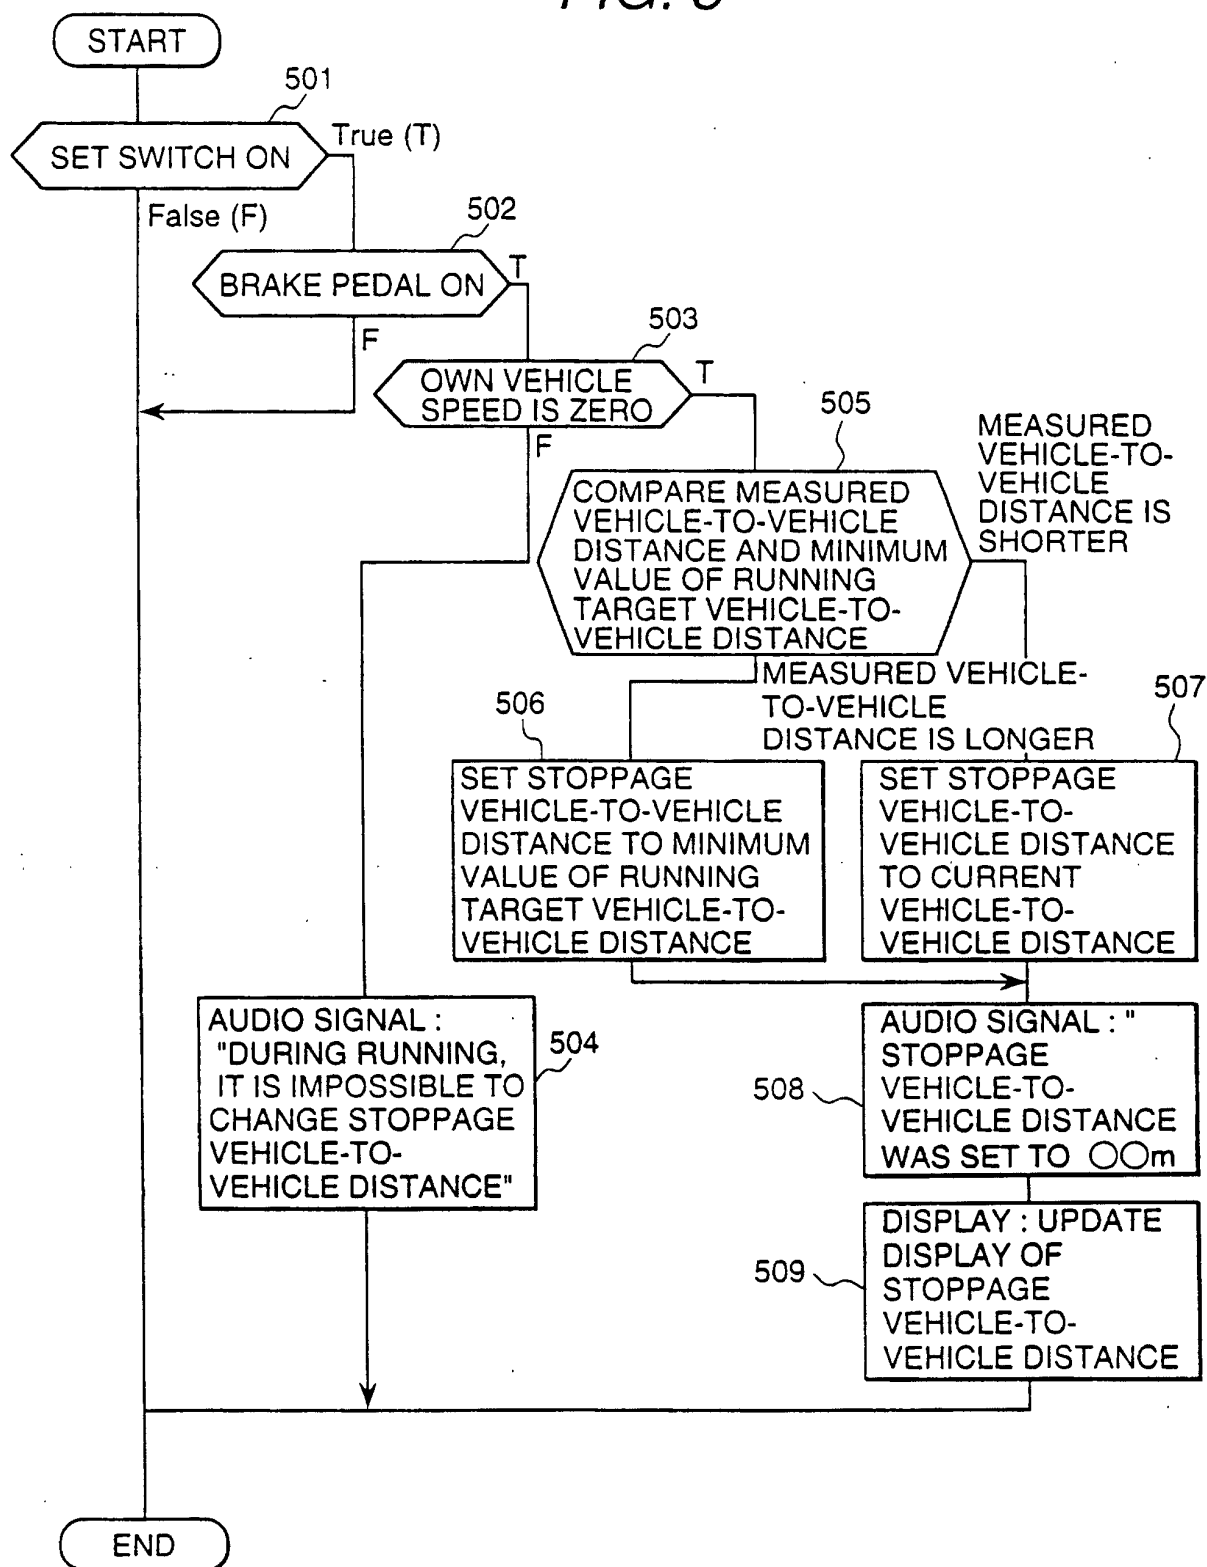 START
501
SET SWITCH ON
True (T)
False (F)
502
BRAKE PEDAL ON
T
F
503
OWN VEHICLE
SPEED IS ZERO
T
F
505
COMPARE MEASURED
VEHICLE-TO-VEHICLE
DISTANCE AND MINIMUM
VALUE OF RUNNING
TARGET VEHICLE-TO-
VEHICLE DISTANCE
MEASURED
VEHICLE-TO-
VEHICLE
DISTANCE IS
SHORTER
MEASURED VEHICLE-
TO-VEHICLE
DISTANCE IS LONGER
506
SET STOPPAGE
VEHICLE-TO-VEHICLE
DISTANCE TO MINIMUM
VALUE OF RUNNING
TARGET VEHICLE-TO-
VEHICLE DISTANCE
507
SET STOPPAGE
VEHICLE-TO-
VEHICLE DISTANCE
TO CURRENT
VEHICLE-TO-
VEHICLE DISTANCE
AUDIO SIGNAL :
"DURING RUNNING,
IT IS IMPOSSIBLE TO
CHANGE STOPPAGE
VEHICLE-TO-
VEHICLE DISTANCE"
504
508
AUDIO SIGNAL : "
STOPPAGE
VEHICLE-TO-
VEHICLE DISTANCE
WAS SET TO ○○m
509
DISPLAY : UPDATE
DISPLAY OF
STOPPAGE
VEHICLE-TO-
VEHICLE DISTANCE
END